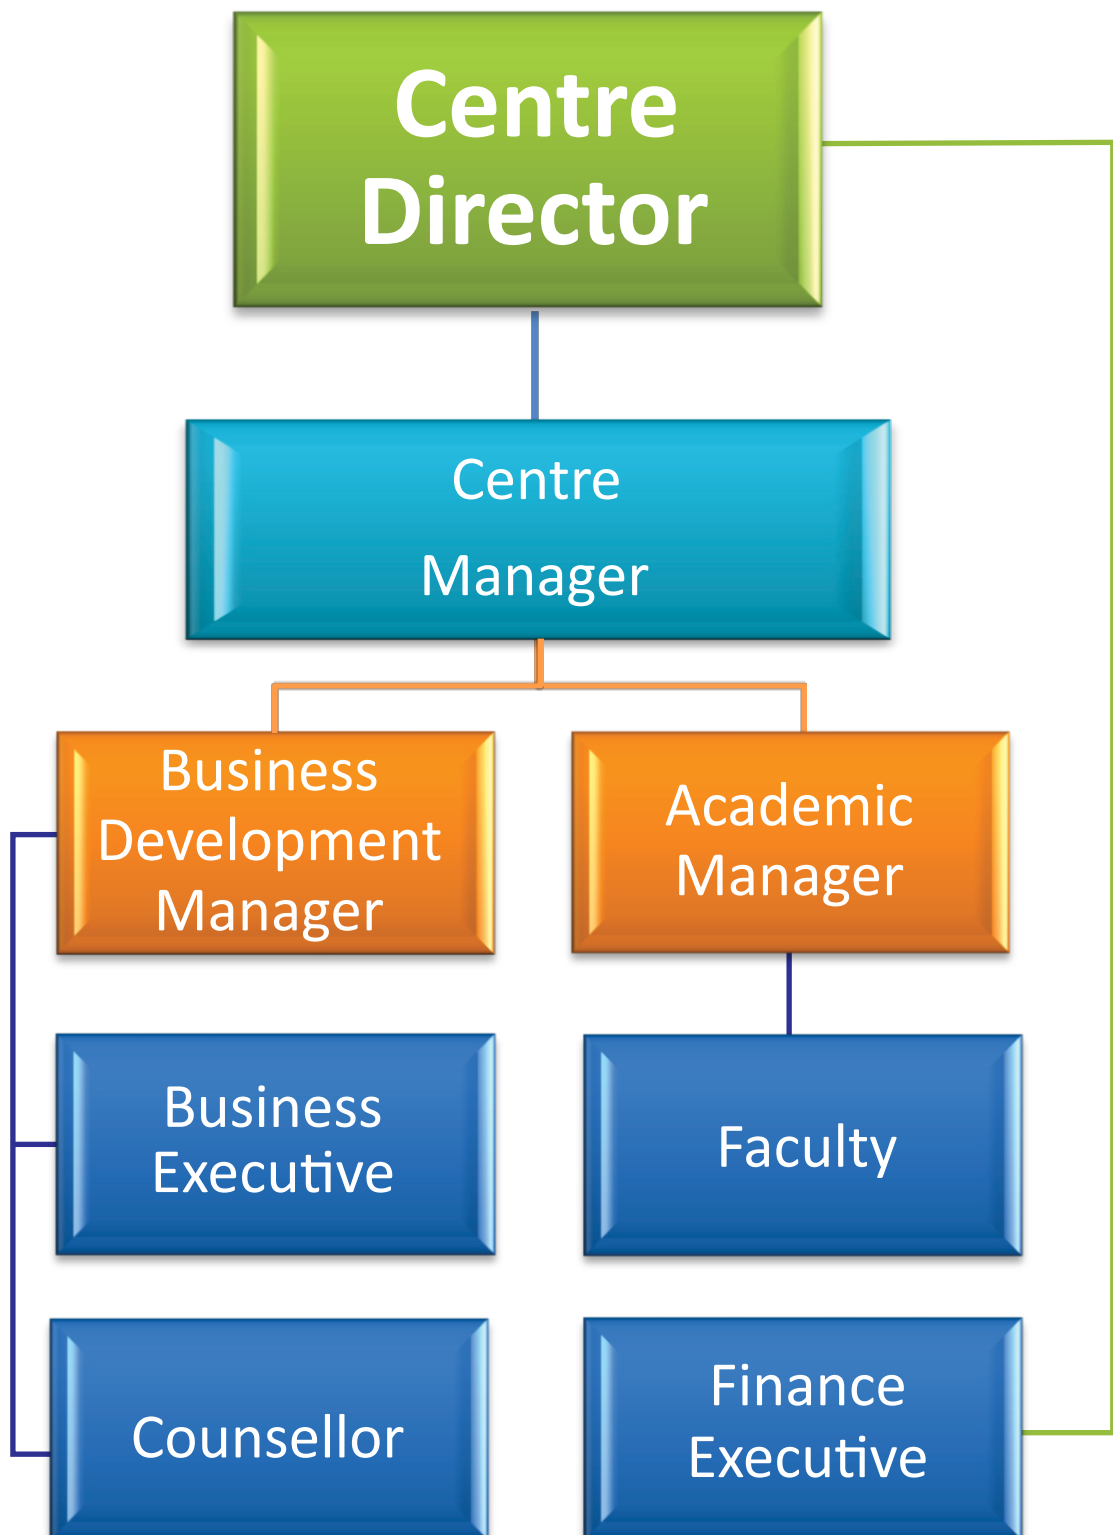 Centre
Director
Centre
Manager
Business
Development
Manager
Academic
Manager
Business
Executive
Faculty
Counsellor
Finance
Executive